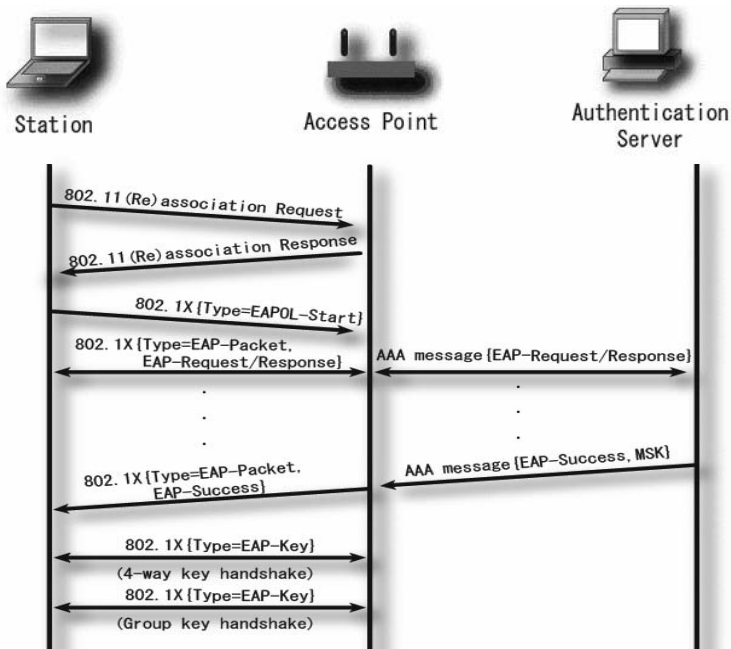 Station
Access Point
Authentication
Server
802.11(Re)association Request
802.11(Re)association Response
802.1X{Type=EAPOL-Start}
802.1X{Type=EAP-Packet,
EAP-Request/Response}
AAA message{EAP-Request/Response}
802.1X{Type=EAP-Packet,
EAP-Success}
AAA message{EAP-Success,MSK}
802.1X{Type=EAP-Key}
(4-way key handshake)
802.1X{Type=EAP-Key}
(Group key handshake)